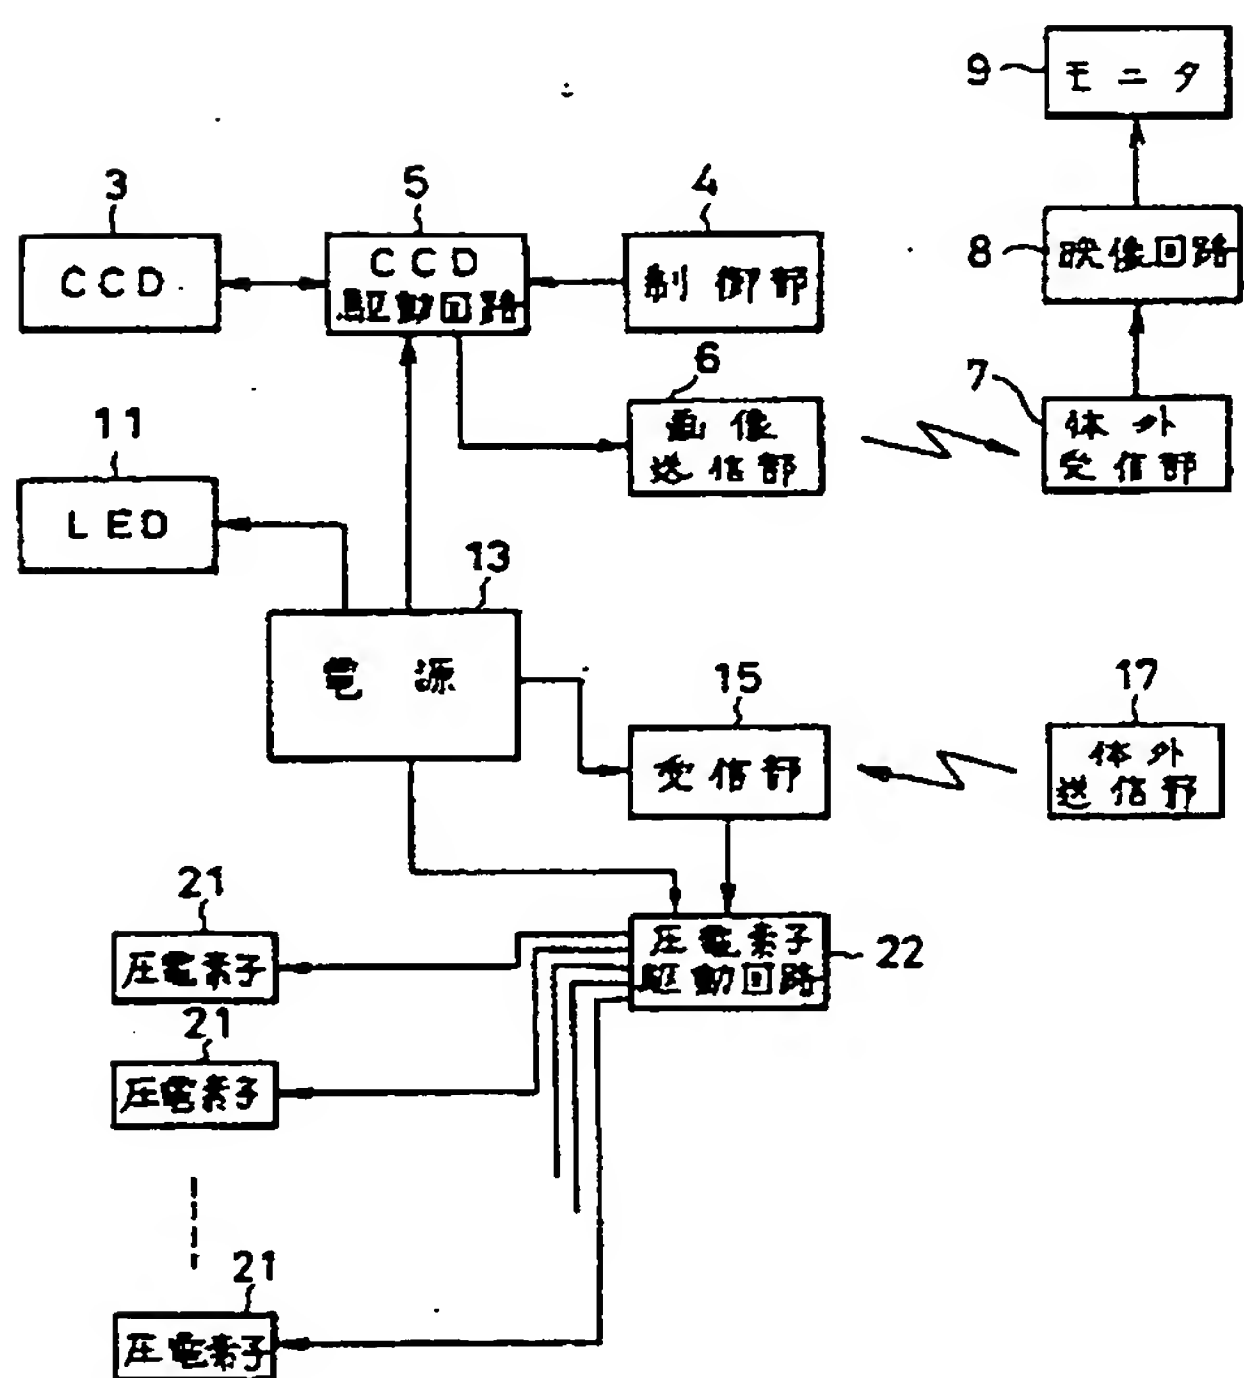 9
モニタ
3
5
4
8
映像回路
CCD
CCD
駆動回路
制御部
6
7
11
画像
送信部
体外
受信部
LED
13
電源
15
17
受信部
体外
送信部
21
圧電素子
圧電素子
駆動回路
22
21
圧電素子
21
圧電素子